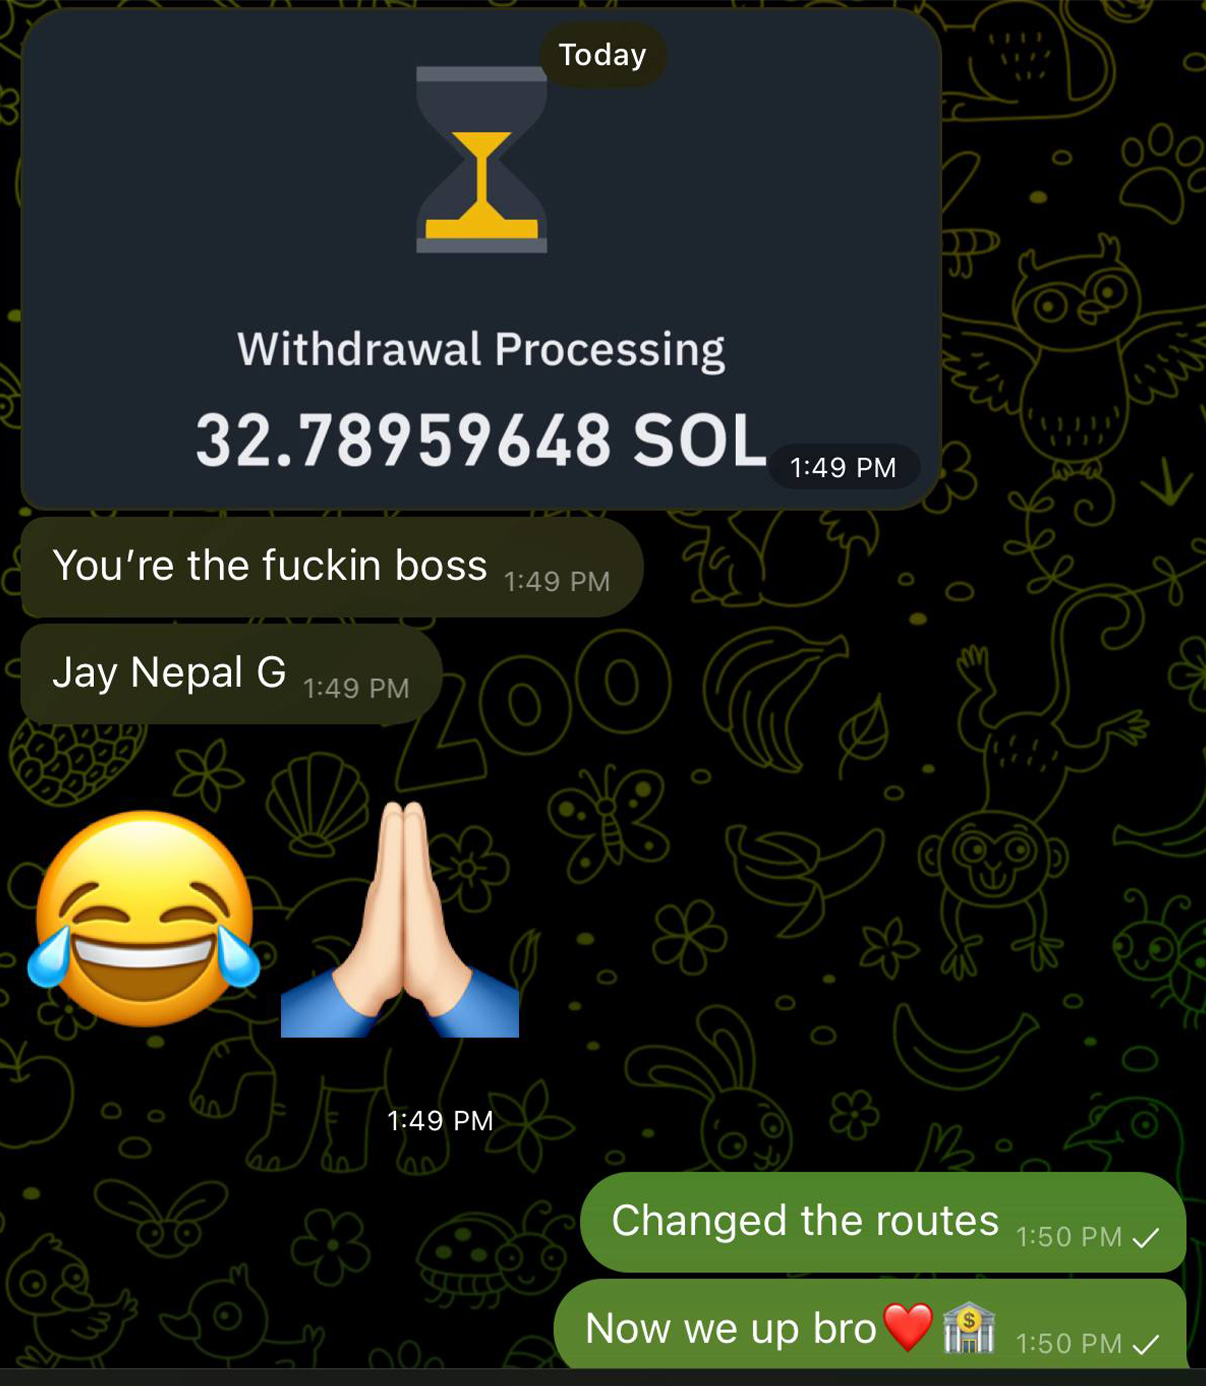 Today
Withdrawal Processing
32.78959648 SOL
1:49 PM
You’re the fuckin boss 1:49 PM
Jay Nepal G 1:49 PM
ZOO
1:49 PM
Changed the routes 1:50 PM
Now we up bro❤️🏦 1:50 PM